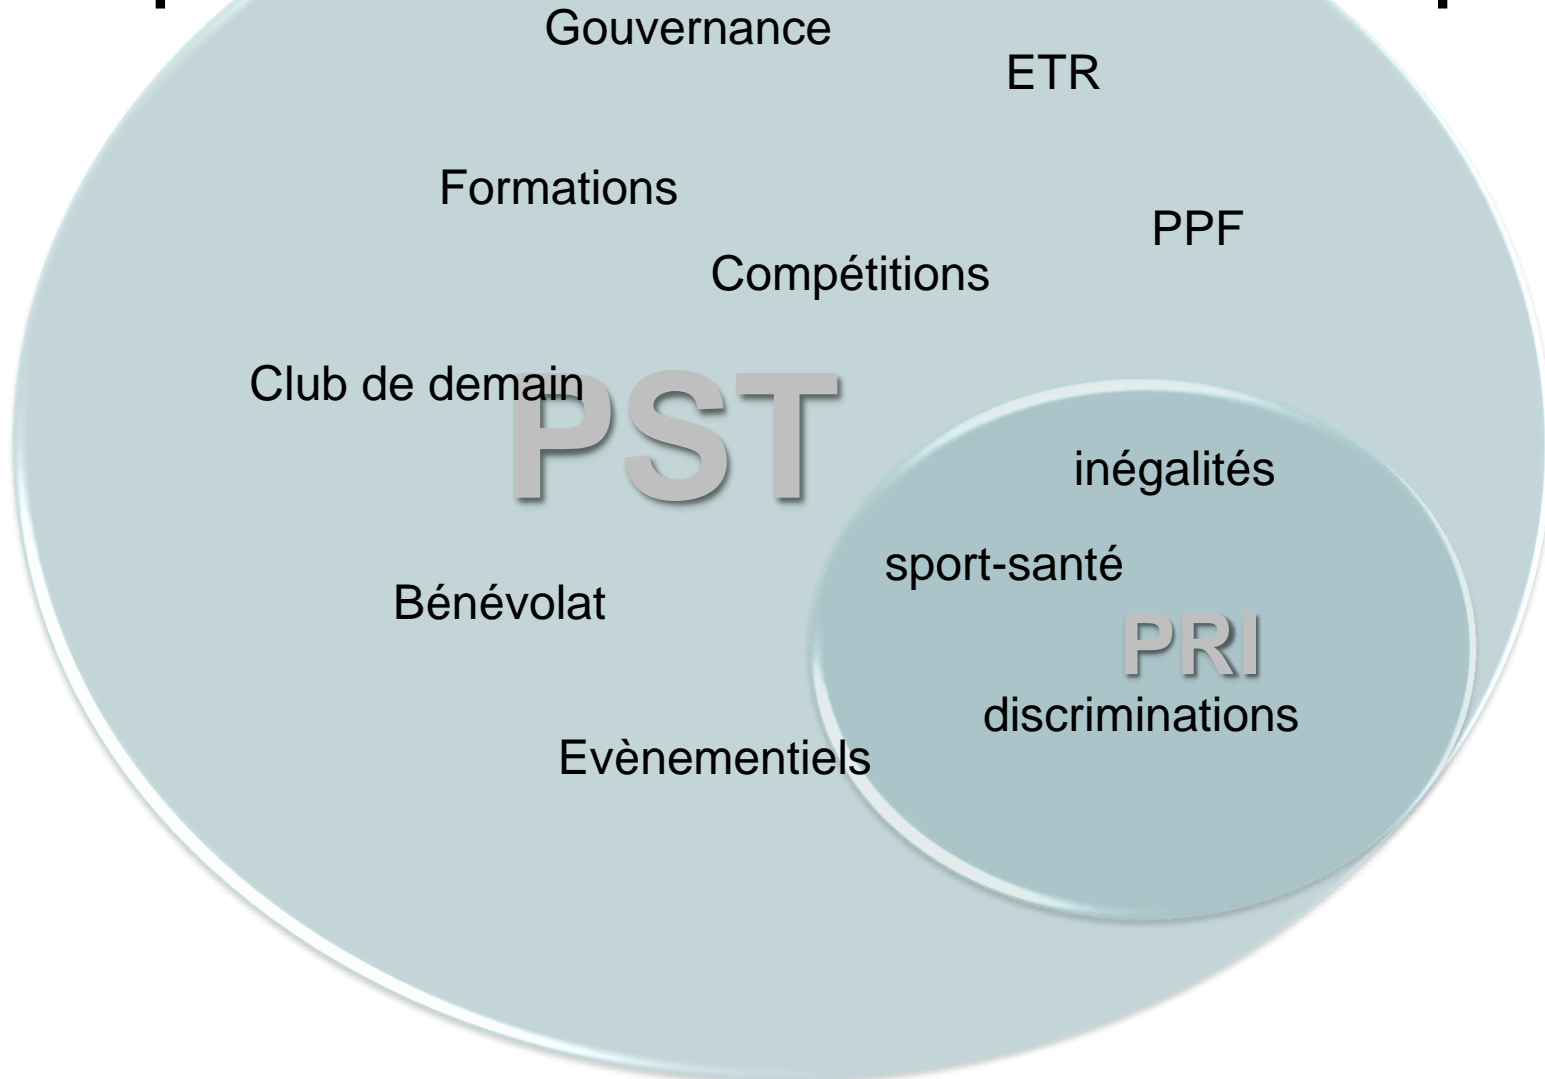 Gouvernance
ETR
Formations
PPF
Compétitions
Club de demain
PST
inégalités
sport-santé
Bénévolat
PRI
discriminations
Evènementiels